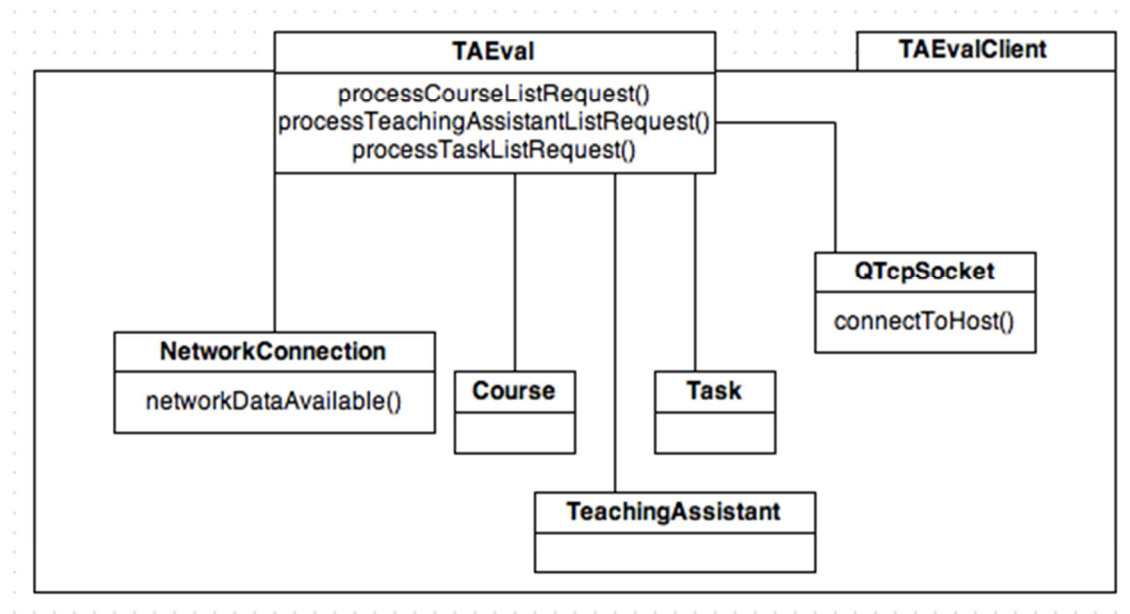 TAEval
TAEvalClient
processCourseListRequest()
processTeachingAssistantListRequest()
processTaskListRequest()
QTcpSocket
connectToHost()
NetworkConnection
networkDataAvailable()
Course
Task
TeachingAssistant